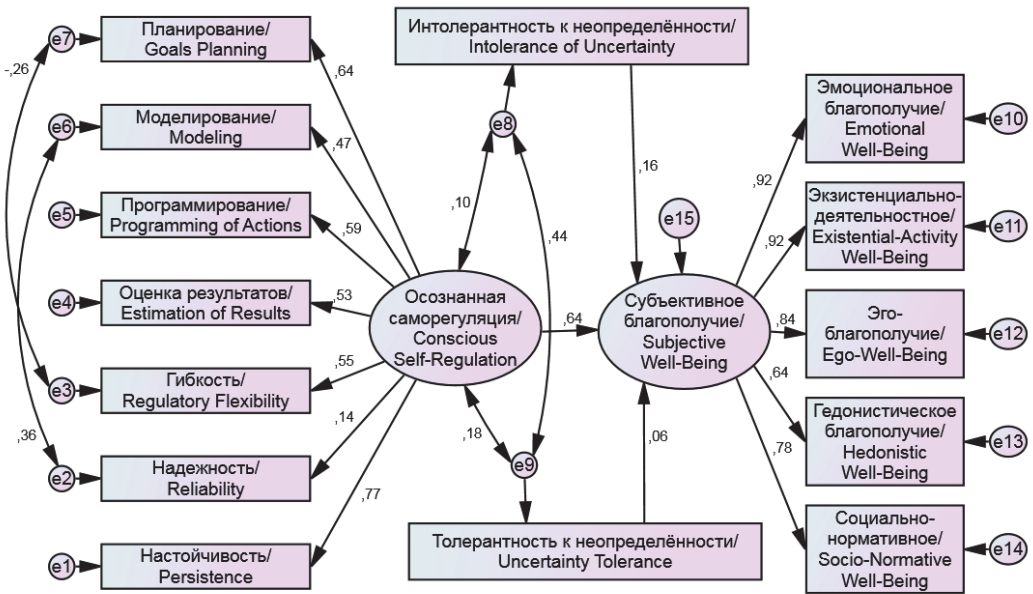 e7
Планирование/
Goals Planning
-,26
e6
Моделирование/
Modeling
e5
Программирование/
Programming of Actions
e4
Оценка результатов/
Estimation of Results
e3
Гибкость/
Regulatory Flexibility
,36
e2
Надежность/
Reliability
e1
Настойчивость/
Persistence
,64
,47
,59
,53
,55
,14
,77
Осознанная
саморегуляция/
Conscious
Self-Regulation
Интолерантность к неопределённости/
Intolerance of Uncertainty
e8
,10
,44
,16
,64
,18
e9
,06
Толерантность к неопределённости/
Uncertainty Tolerance
e15
Субъективное
благополучие/
Subjective
Well-Being
,92
,92
,84
,64
,78
Эмоциональное
благополучие/
Emotional
Well-Being
e10
Экзистенциально-
деятельностное/
Existential-Activity
Well-Being
e11
Эго-
благополучие/
Ego-Well-Being
e12
Гедонистическое
благополучие/
Hedonistic
Well-Being
e13
Социально-
нормативное/
Socio-Normative
Well-Being
e14